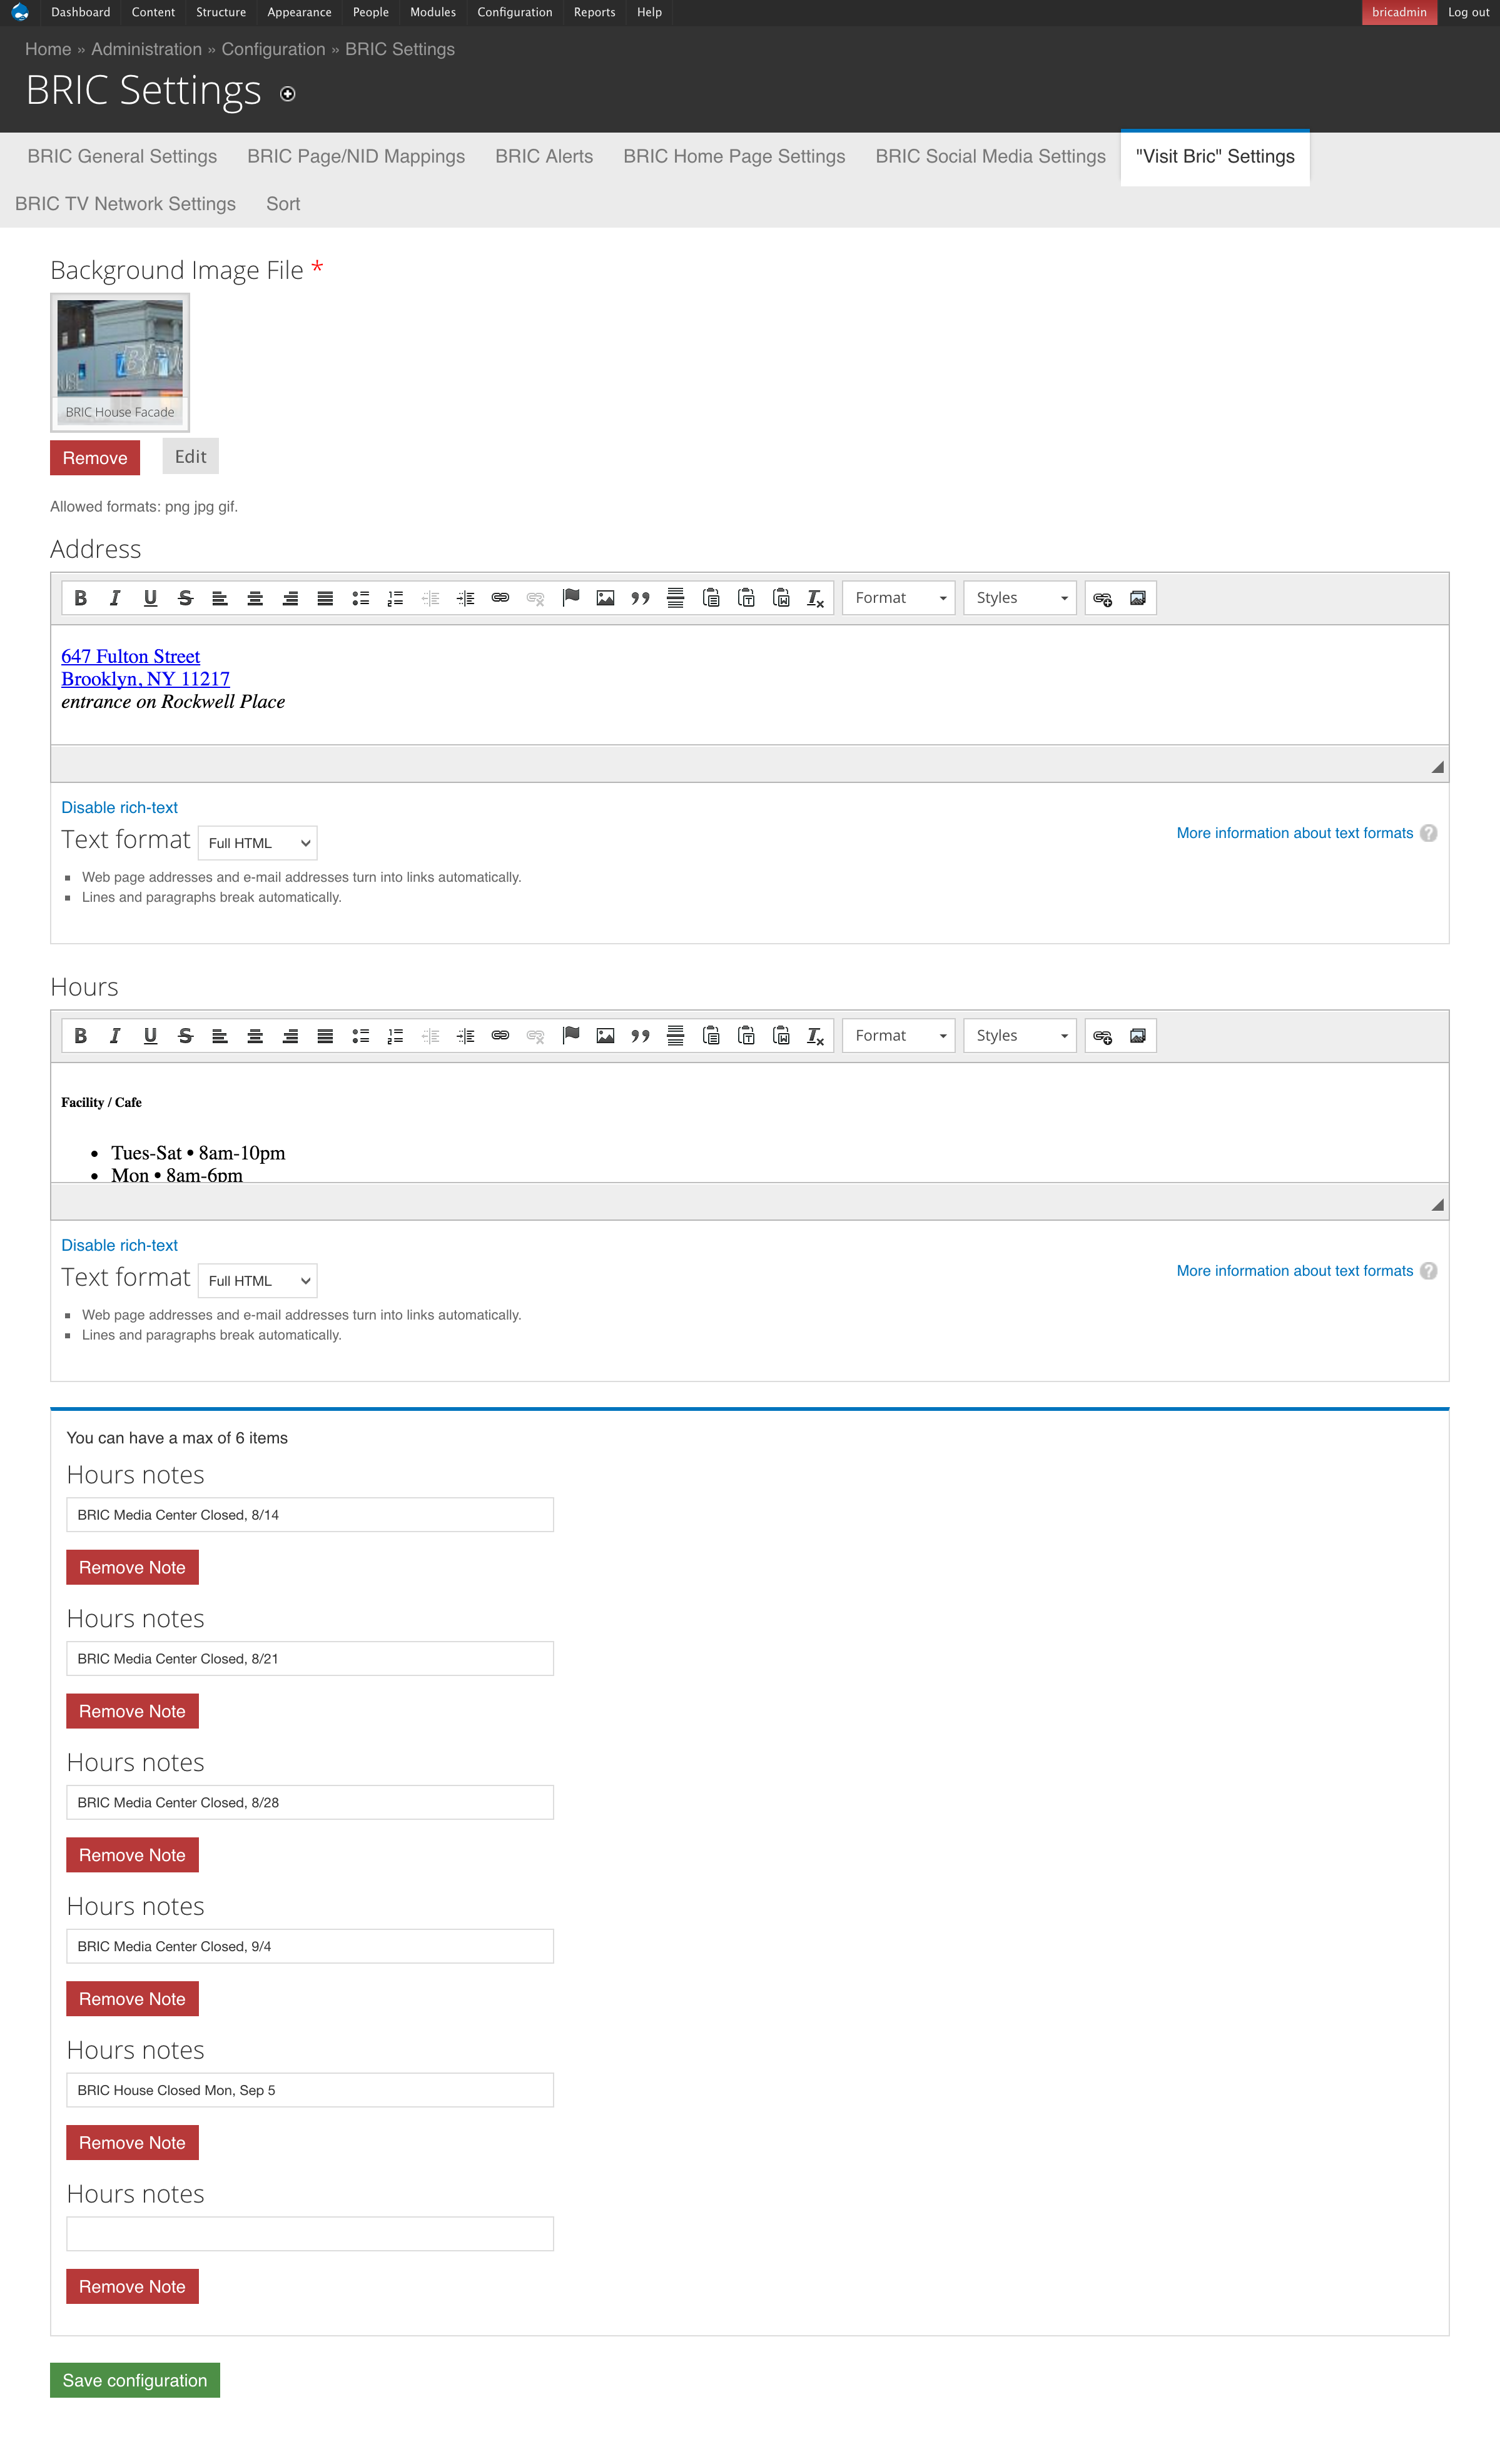 Dashboard Content Structure Appearance People Modules Configuration Reports Help bricadmin Log out
Home » Administration » Configuration » BRIC Settings
BRIC Settings
BRIC General Settings BRIC Page/NID Mappings BRIC Alerts BRIC Home Page Settings BRIC Social Media Settings "Visit Bric" Settings
BRIC TV Network Settings Sort
Background Image File *
BRIC House Facade
Remove Edit
Allowed formats: png jpg gif.
Address
Format Styles
647 Fulton Street
Brooklyn, NY 11217
entrance on Rockwell Place
Disable rich-text
Text format Full HTML More information about text formats
Web page addresses and e-mail addresses turn into links automatically.
Lines and paragraphs break automatically.
Hours
Format Styles
Facility / Cafe
• Tues-Sat • 8am-10pm
• Mon • 8am-6pm
Disable rich-text
Text format Full HTML More information about text formats
Web page addresses and e-mail addresses turn into links automatically.
Lines and paragraphs break automatically.
You can have a max of 6 items
Hours notes
BRIC Media Center Closed, 8/14
Remove Note
Hours notes
BRIC Media Center Closed, 8/21
Remove Note
Hours notes
BRIC Media Center Closed, 8/28
Remove Note
Hours notes
BRIC Media Center Closed, 9/4
Remove Note
Hours notes
BRIC House Closed Mon, Sep 5
Remove Note
Hours notes
Remove Note
Save configuration